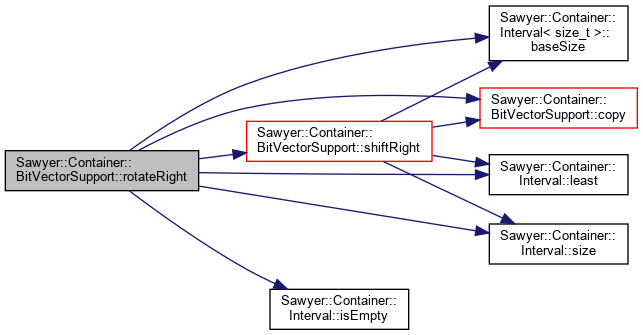 Sawyer::Container::
BitVectorSupport::rotateRight
Sawyer::Container::
BitVectorSupport::shiftRight
Sawyer::Container::
Interval< size_t >::
baseSize
Sawyer::Container::
BitVectorSupport::copy
Sawyer::Container::
Interval::least
Sawyer::Container::
Interval::size
Sawyer::Container::
Interval::isEmpty